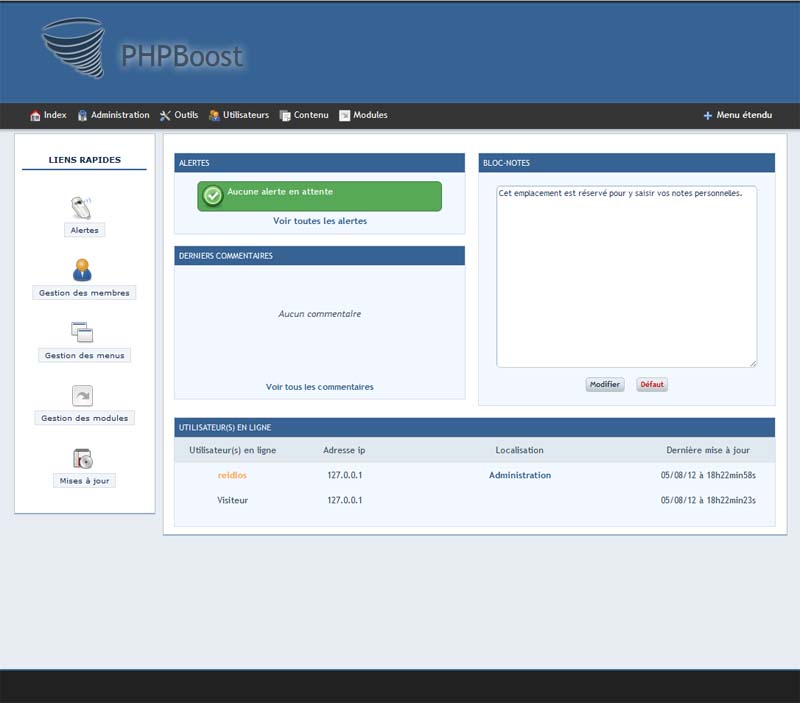 PHPBoost
Index Administration Outils Utilisateurs Contenu Modules Menu étendu
LIENS RAPIDES
Alertes
Gestion des membres
Gestion des menus
Gestion des modules
Mises à jour
ALERTES
Aucune alerte en attente
Voir toutes les alertes
DERNIERS COMMENTAIRES
Aucun commentaire
Voir tous les commentaires
BLOC-NOTES
Cet emplacement est réservé pour y saisir vos notes personnelles.
Modifier Défaut
UTILISATEUR(S) EN LIGNE
Utilisateur(s) en ligne Adresse ip Localisation Dernière mise à jour
reidlos 127.0.0.1 Administration 05/08/12 à 18h22min58s
Visiteur 127.0.0.1 05/08/12 à 18h22min23s